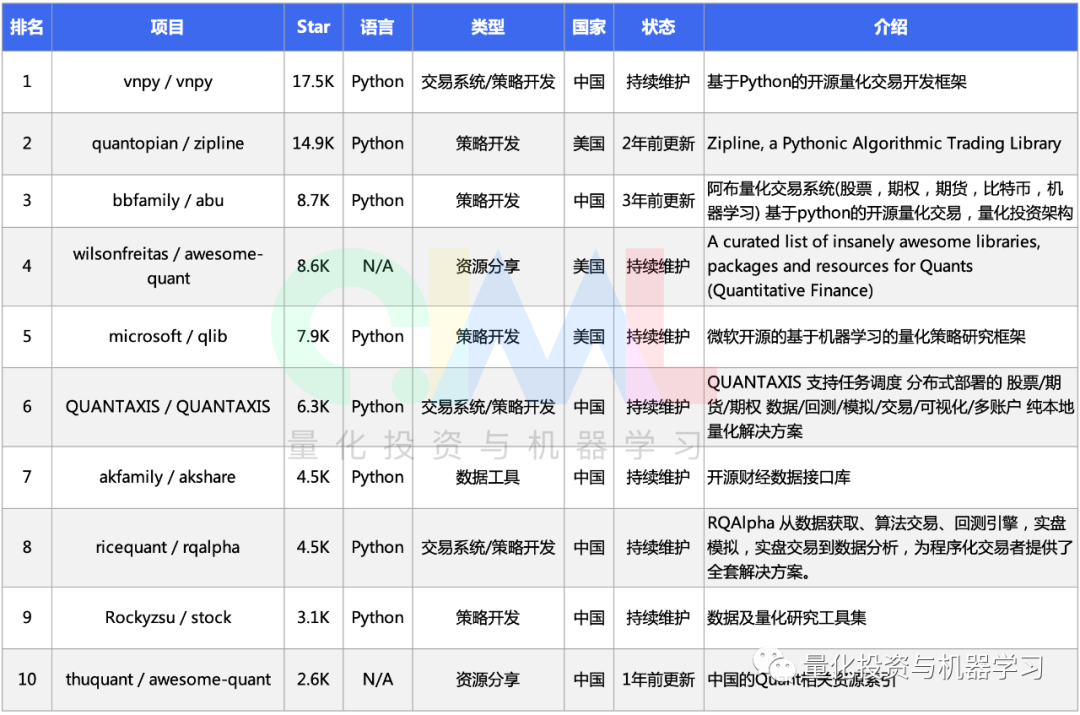 排名 项目 Star 语言 类型 国家 状态 介绍
1 vnpy / vnpy 17.5K Python 交易系统/策略开发 中国 持续维护 基于Python的开源量化交易开发框架
2 quantopian / zipline 14.9K Python 策略开发 美国 2年前更新 Zipline, a Pythonic Algorithmic Trading Library
3 bbfamily / abu 8.7K Python 策略开发 中国 3年前更新 阿布量化交易系统(股票，期权，期货，比特币，机
器学习) 基于python的开源量化交易，量化投资架构
4 wilsonfreitas / awesome-
quant 8.6K N/A 资源分享 美国 持续维护 A curated list of insanely awesome libraries,
packages and resources for Quants
(Quantitative Finance)
5 microsoft / qlib 7.9K Python 策略开发 美国 持续维护 微软开源的基于机器学习的量化策略研究框架
6 QUANTAXIS / QUANTAXIS 6.3K Python 交易系统/策略开发 中国 持续维护 QUANTAXIS 支持任务调度 分布式部署的 股票/期
货/期权 数据/回测/模拟/交易/可视化/多账户 纯本地
量化解决方案
量化投资与机器学习
7 akfamily / akshare 4.5K Python 数据工具 中国 持续维护 开源财经数据接口库
8 ricequant / rqalpha 4.5K Python 交易系统/策略开发 中国 持续维护 RQAlpha 从数据获取、算法交易、回测引擎，实盘
模拟，实盘交易到数据分析，为程序化交易者提供了
全套解决方案。
9 Rockyzsu / stock 3.1K Python 策略开发 中国 持续维护 数据及量化研究工具集
10 thuquant / awesome-quant 2.6K N/A 资源分享 中国 1年前更新 中国的Quant相关资源索引
量化投资与机器学习